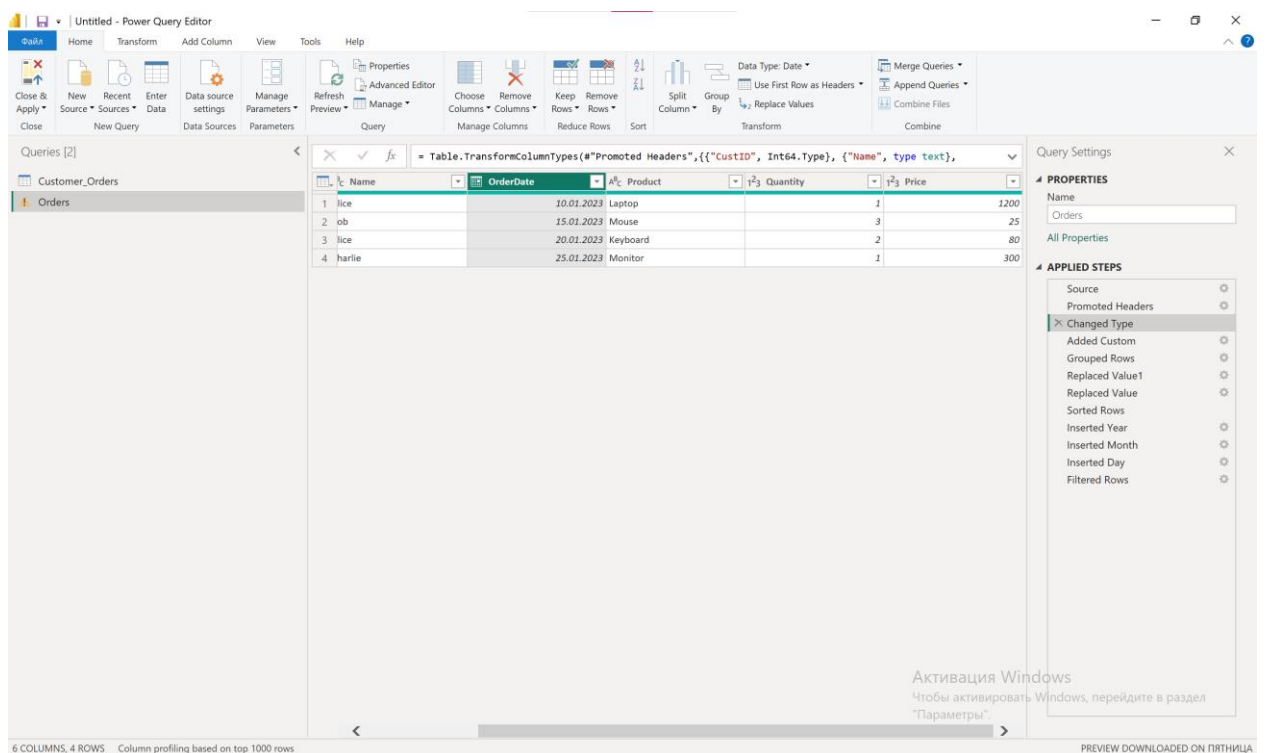 Untitled - Power Query Editor
Файл Home Transform Add Column View Tools Help
Close & Apply
New Source
Recent Sources
Enter Data
Data source settings
Manage Parameters
Refresh Preview
Properties
Advanced Editor
Manage
Choose Columns
Remove Columns
Keep Rows
Remove Rows
Split Column
Group By
Data Type: Date
Use First Row as Headers
Replace Values
Merge Queries
Append Queries
Combine Files
Close New Query Data Sources Parameters Query Manage Columns Reduce Rows Sort Transform Combine
Queries [2]
Customer_Orders
Orders
fx = Table.TransformColumnTypes(#"Promoted Headers",{{"CustID", Int64.Type}, {"Name", type text},
Name OrderDate ABC Product 123 Quantity 123 Price
1 lice 10.01.2023 Laptop 1 1200
2 ob 15.01.2023 Mouse 3 25
3 lice 20.01.2023 Keyboard 2 80
4 harlie 25.01.2023 Monitor 1 300
Query Settings
PROPERTIES
Name
Orders
All Properties
APPLIED STEPS
Source
Promoted Headers
Changed Type
Added Custom
Grouped Rows
Replaced Value1
Replaced Value
Sorted Rows
Inserted Year
Inserted Month
Inserted Day
Filtered Rows
Активация Windows
Чтобы активировать Windows, перейдите в раздел
"Параметры".
6 COLUMNS, 4 ROWS Column profiling based on top 1000 rows
PREVIEW DOWNLOADED ON ПЯТНИЦА